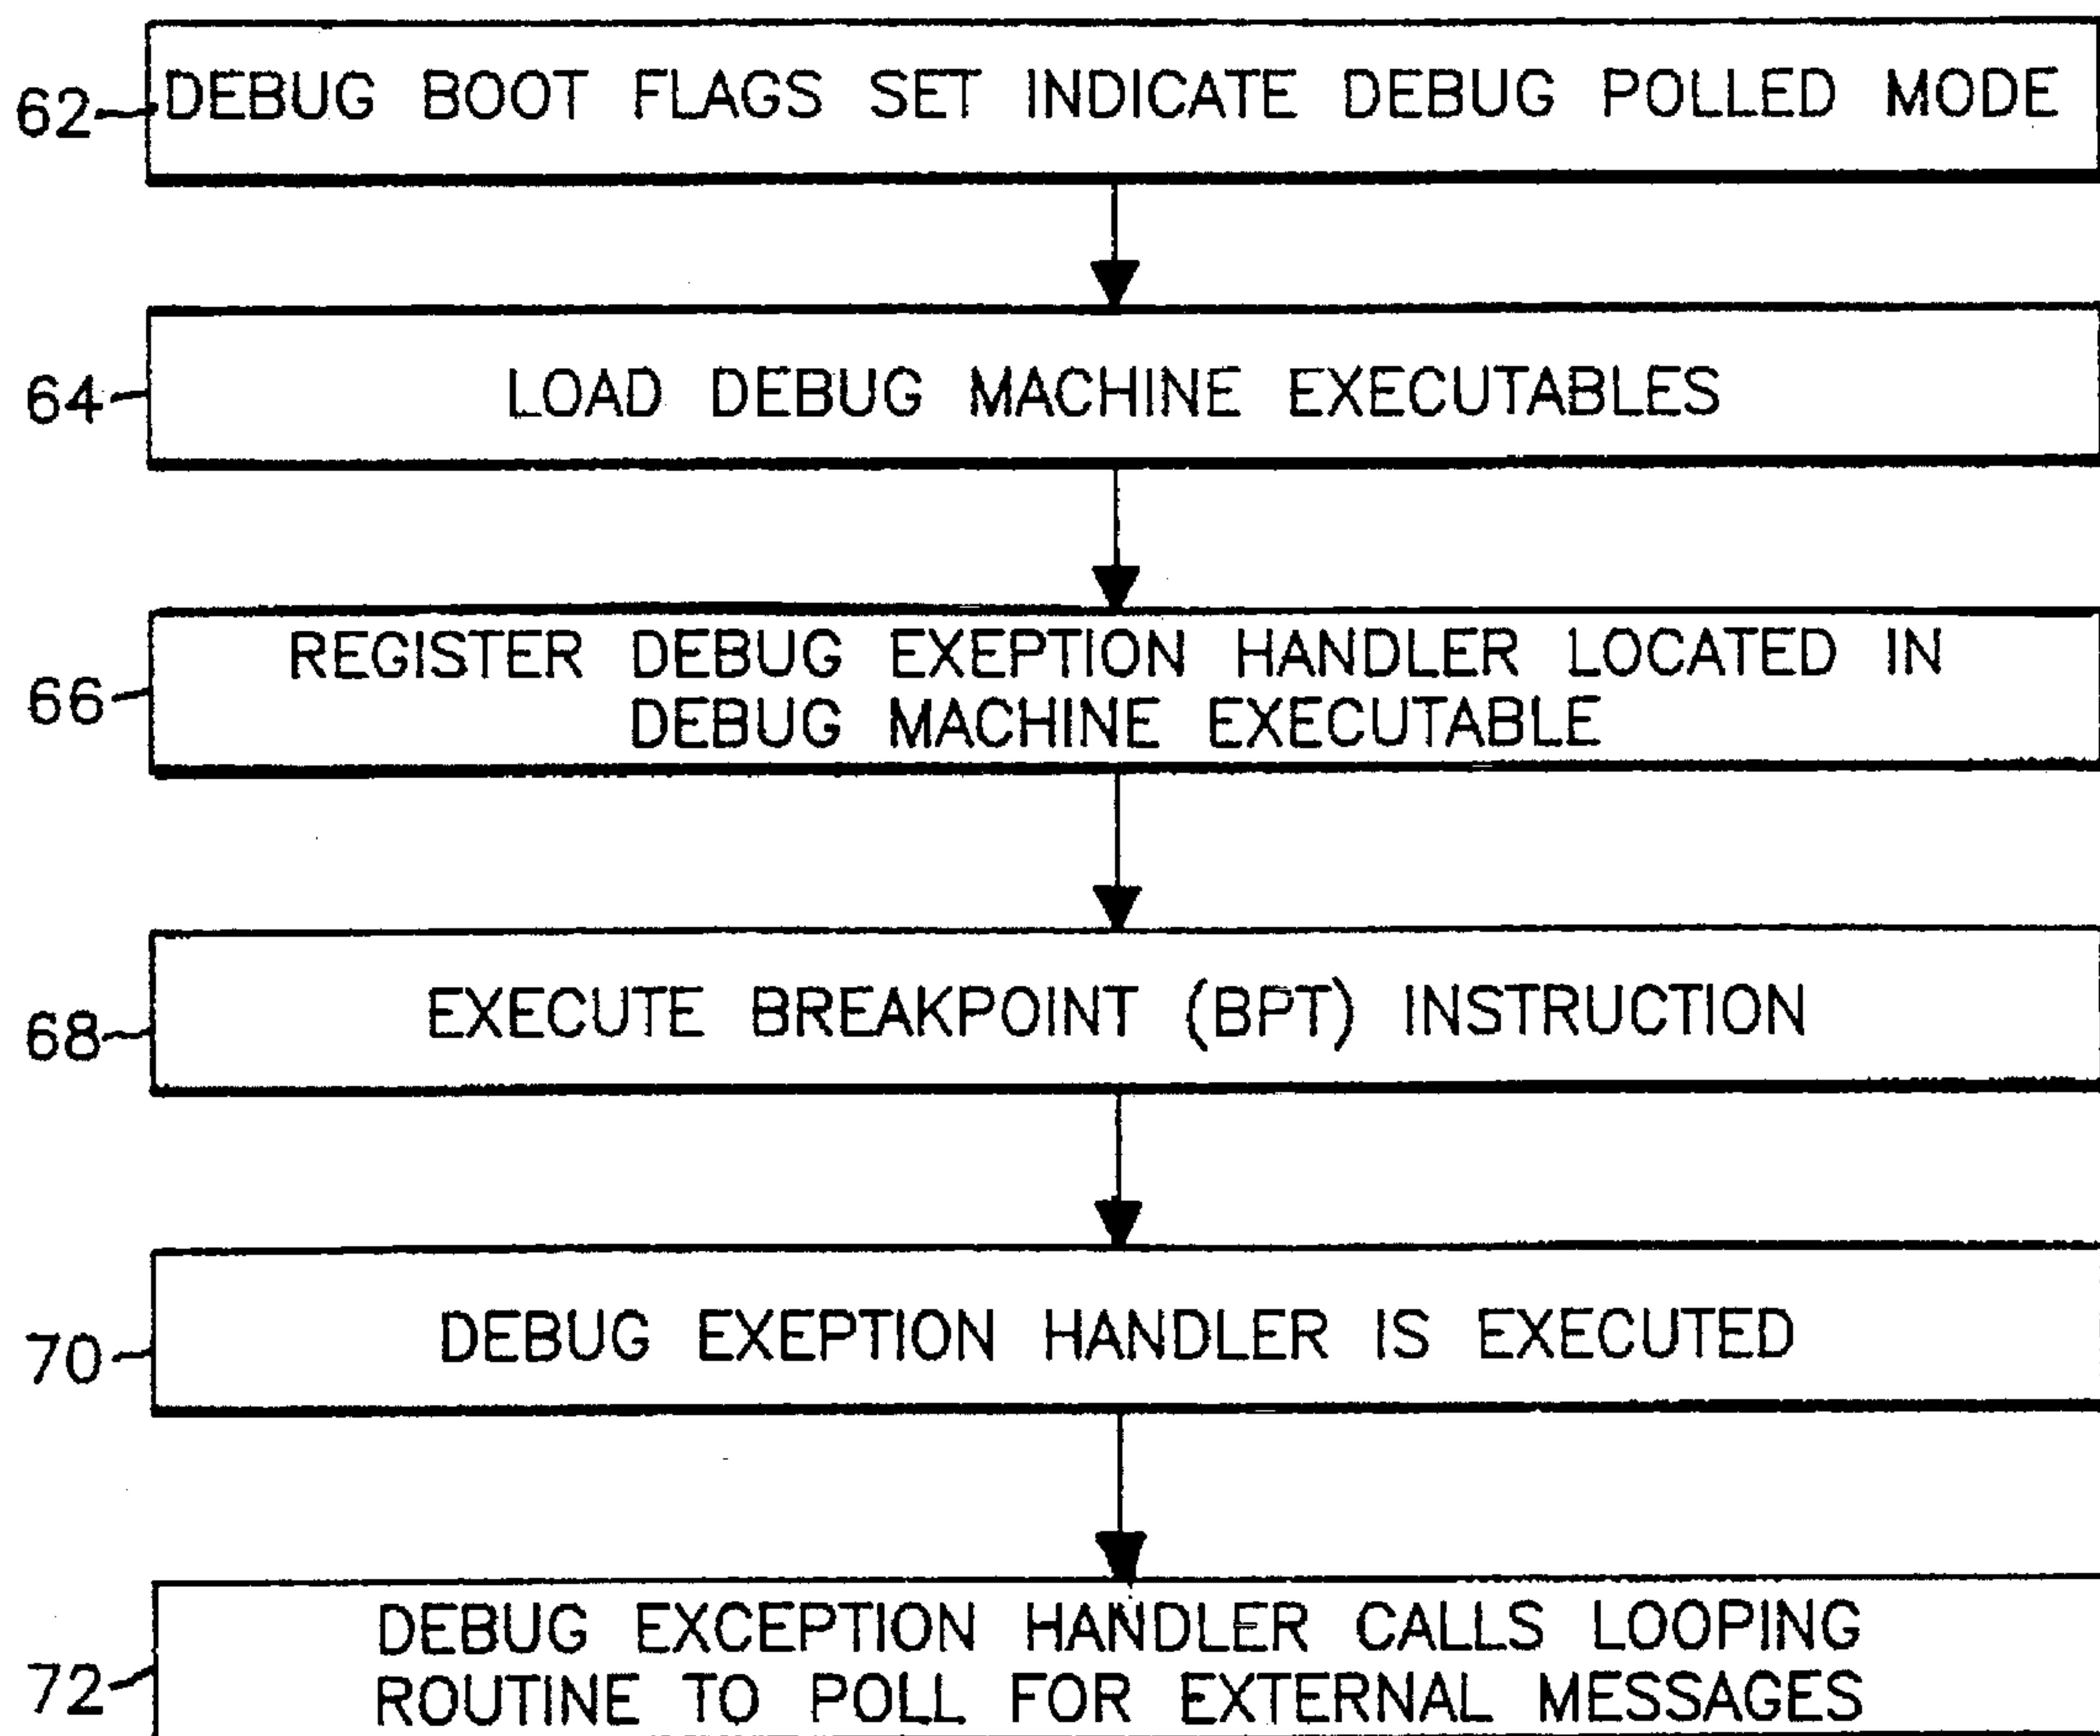 62 DEBUG BOOT FLAGS SET INDICATE DEBUG POLLED MODE
64 LOAD DEBUG MACHINE EXECUTABLES
66 REGISTER DEBUG EXEPTION HANDLER LOCATED IN
DEBUG MACHINE EXECUTABLE
68 EXECUTE BREAKPOINT (BPT) INSTRUCTION
70 DEBUG EXEPTION HANDLER IS EXECUTED
72 DEBUG EXCEPTION HANDLER CALLS LOOPING
ROUTINE TO POLL FOR EXTERNAL MESSAGES